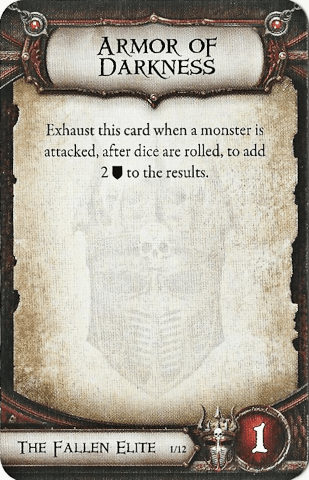 ARMOR OF
DARKNESS
Exhaust this card when a monster is
attacked, after dice are rolled, to add
2 to the results.
THE FALLEN ELITE 1/12
1